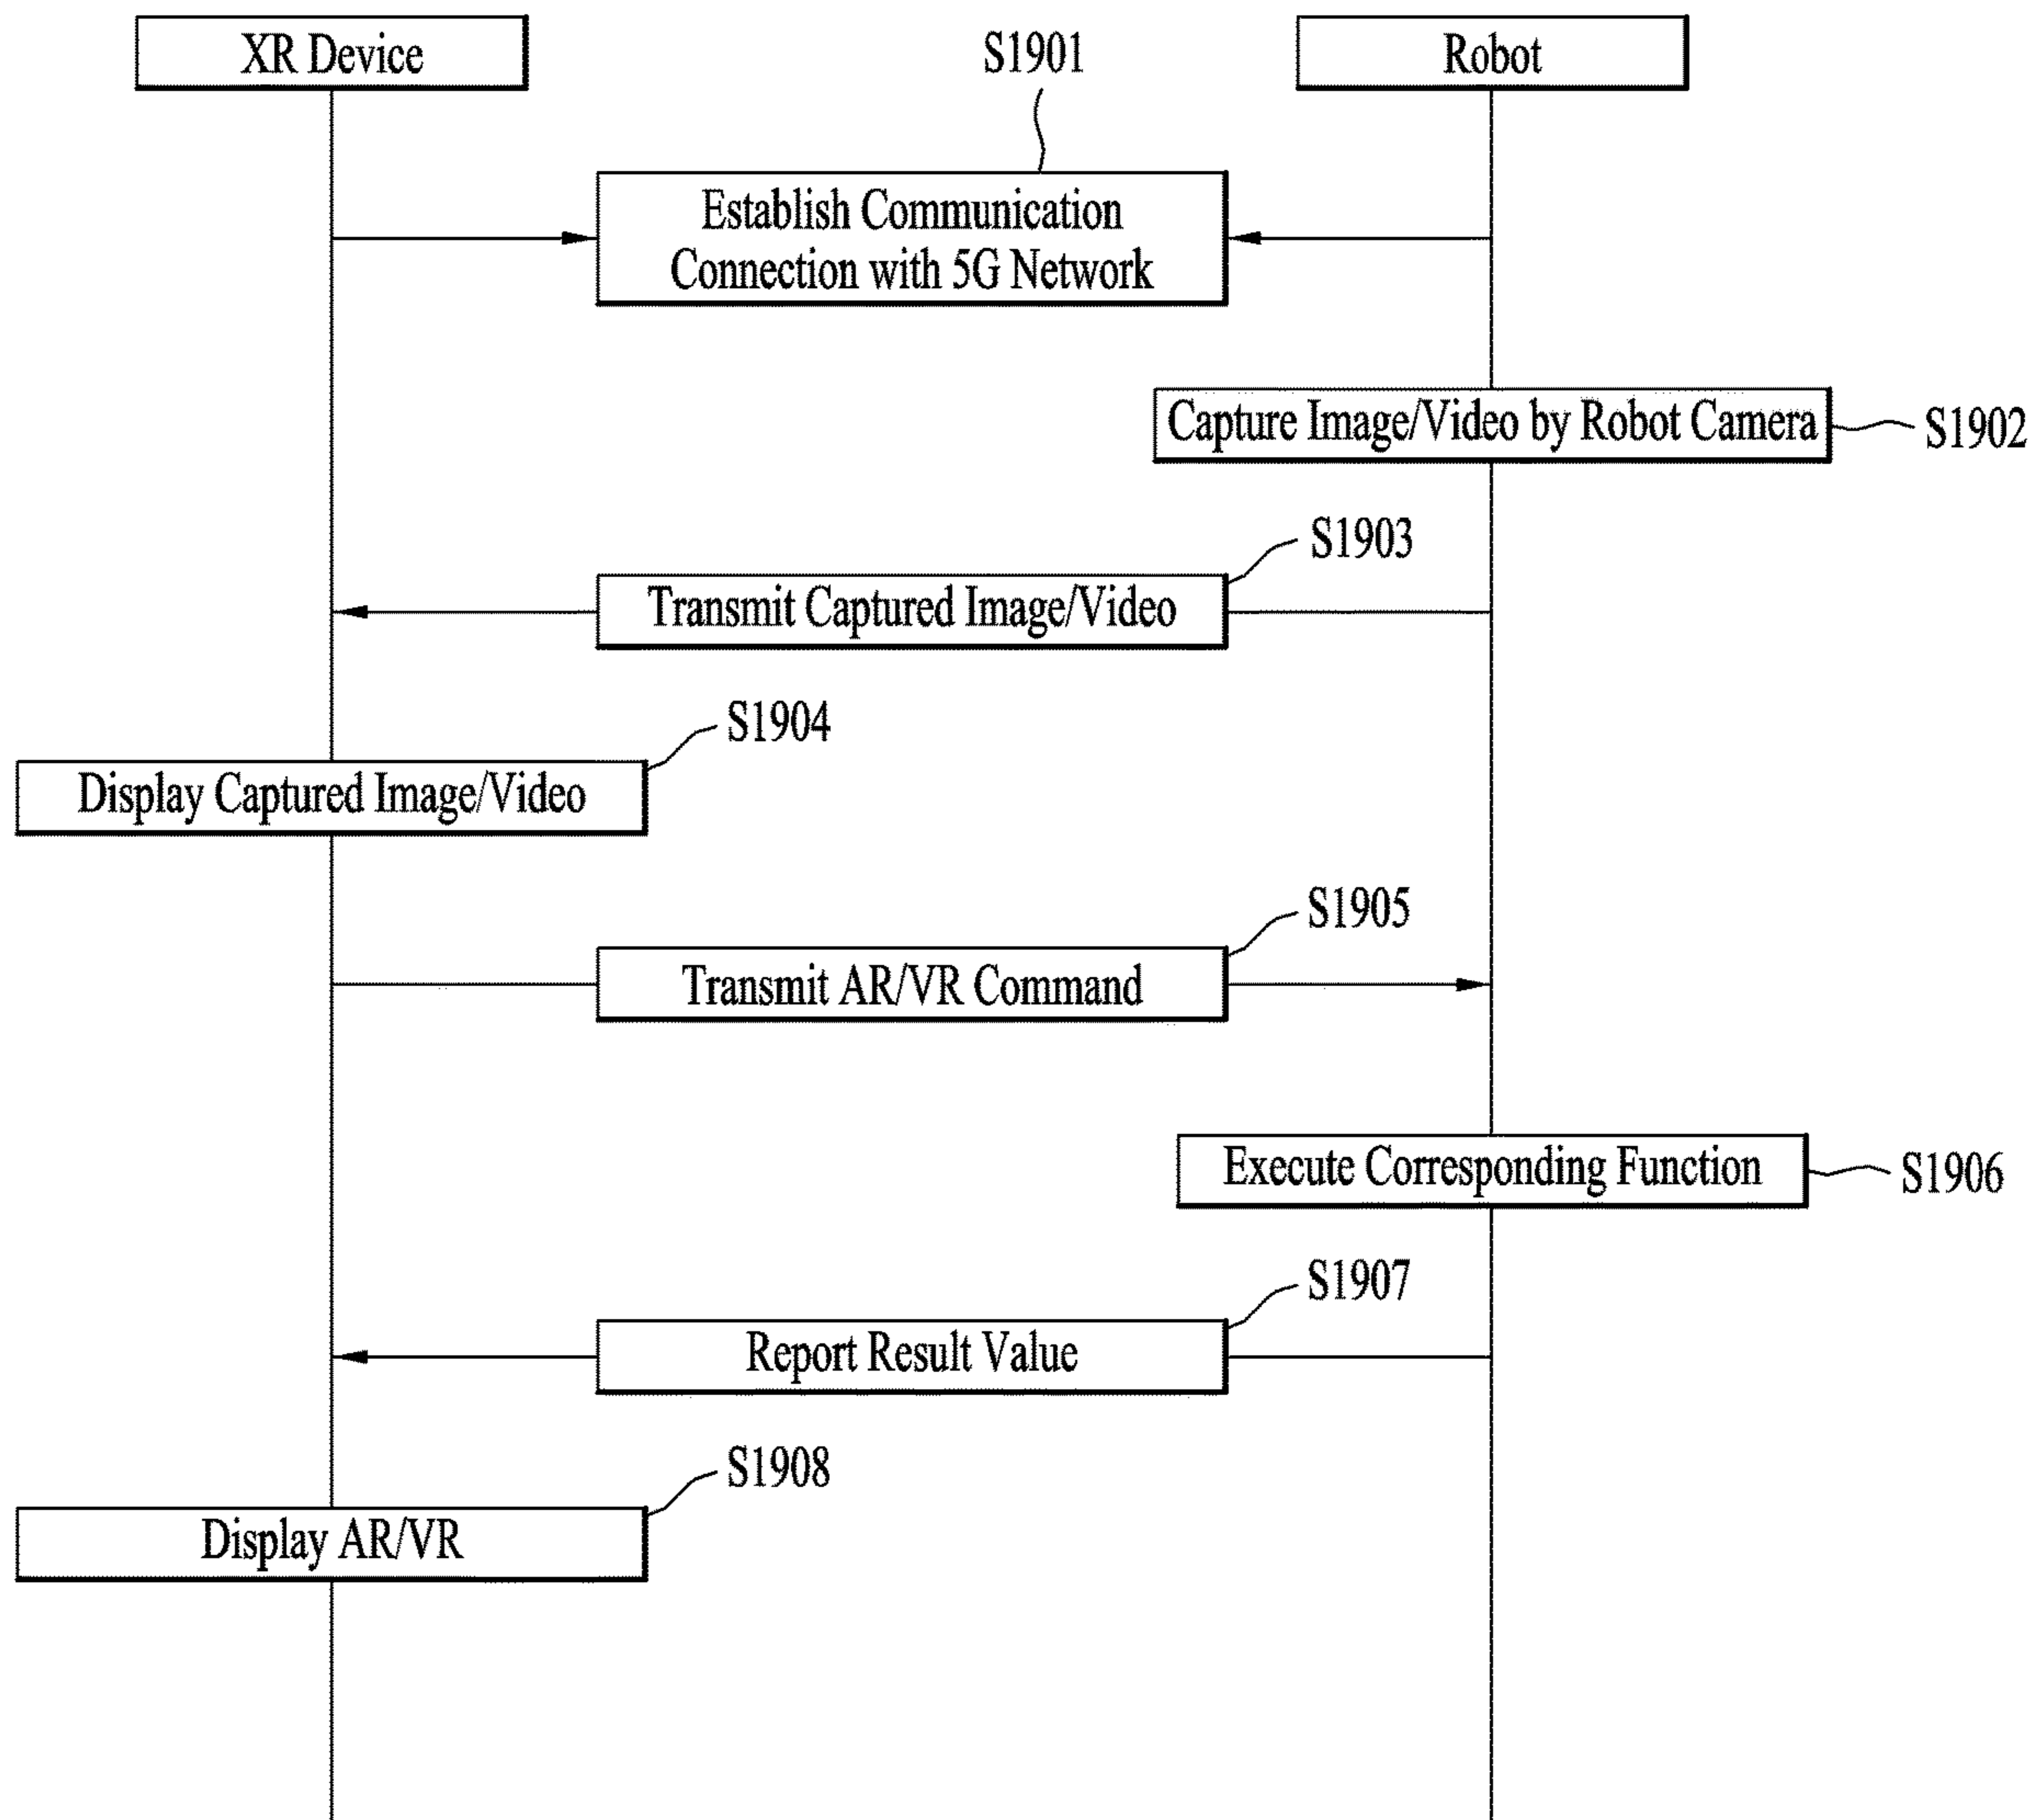 XR Device
Robot
S1901
Establish Communication
Connection with 5G Network
Capture Image/Video by Robot Camera
S1902
S1903
Transmit Captured Image/Video
S1904
Display Captured Image/Video
S1905
Transmit AR/VR Command
Execute Corresponding Function
S1906
S1907
Report Result Value
S1908
Display AR/VR